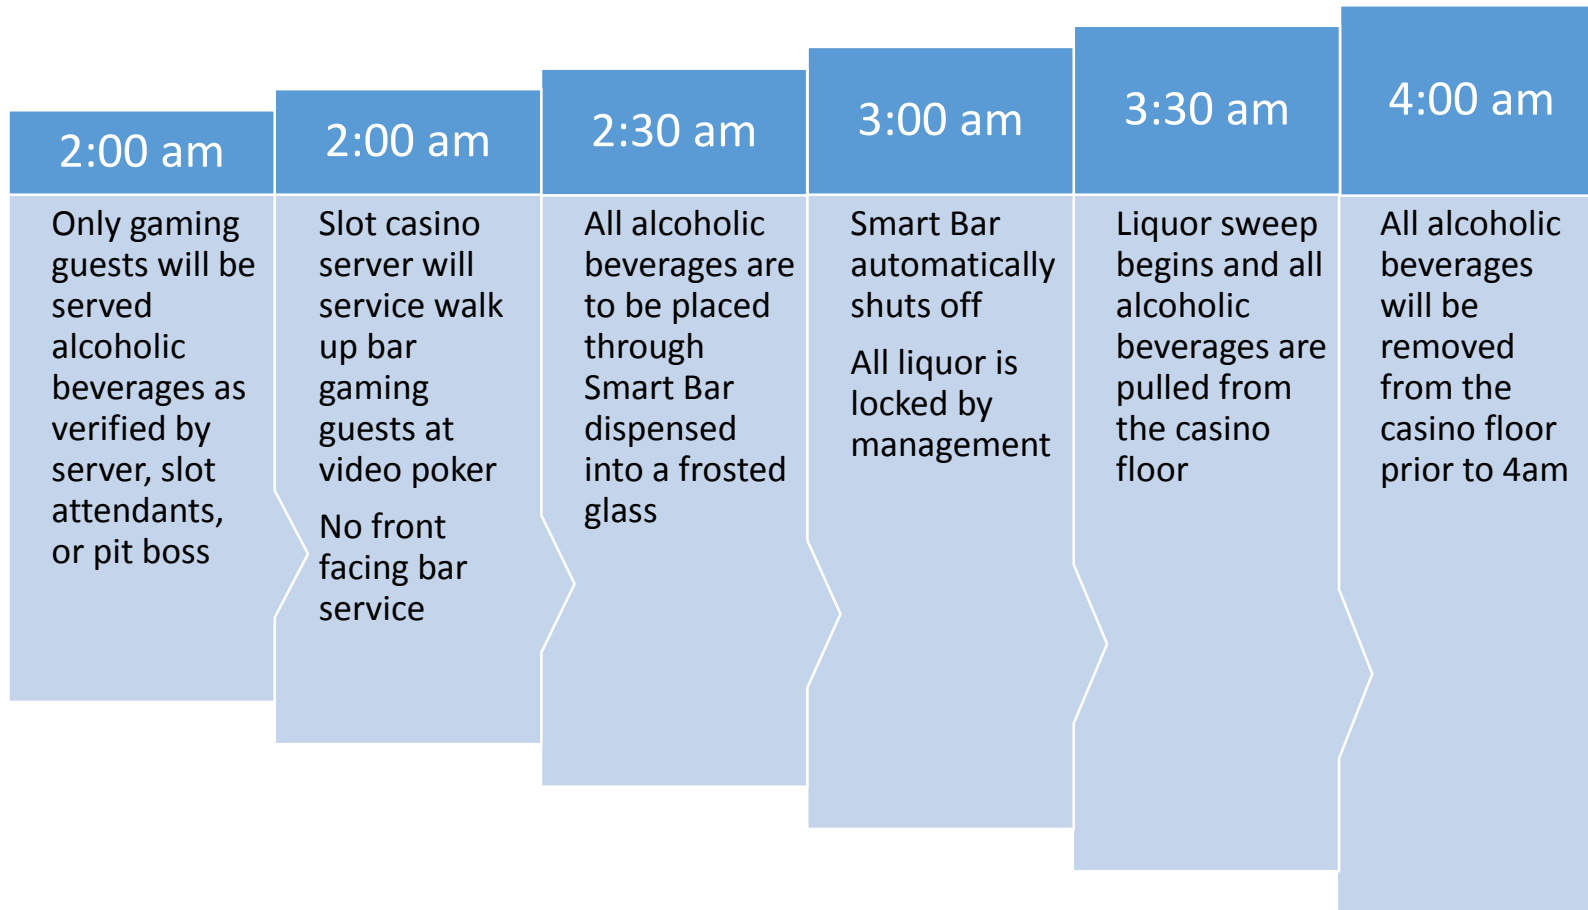 2:00 am
Only gaming
guests will be
served
alcoholic
beverages as
verified by
server, slot
attendants,
or pit boss
2:00 am
Slot casino
server will
service walk
up bar
gaming
guests at
video poker
No front
facing bar
service
2:30 am
All alcoholic
beverages are
to be placed
through
Smart Bar
dispensed
into a frosted
glass
3:00 am
Smart Bar
automatically
shuts off
All liquor is
locked by
management
3:30 am
Liquor sweep
begins and all
alcoholic
beverages are
pulled from
the casino
floor
4:00 am
All alcoholic
beverages
will be
removed
from the
casino floor
prior to 4am